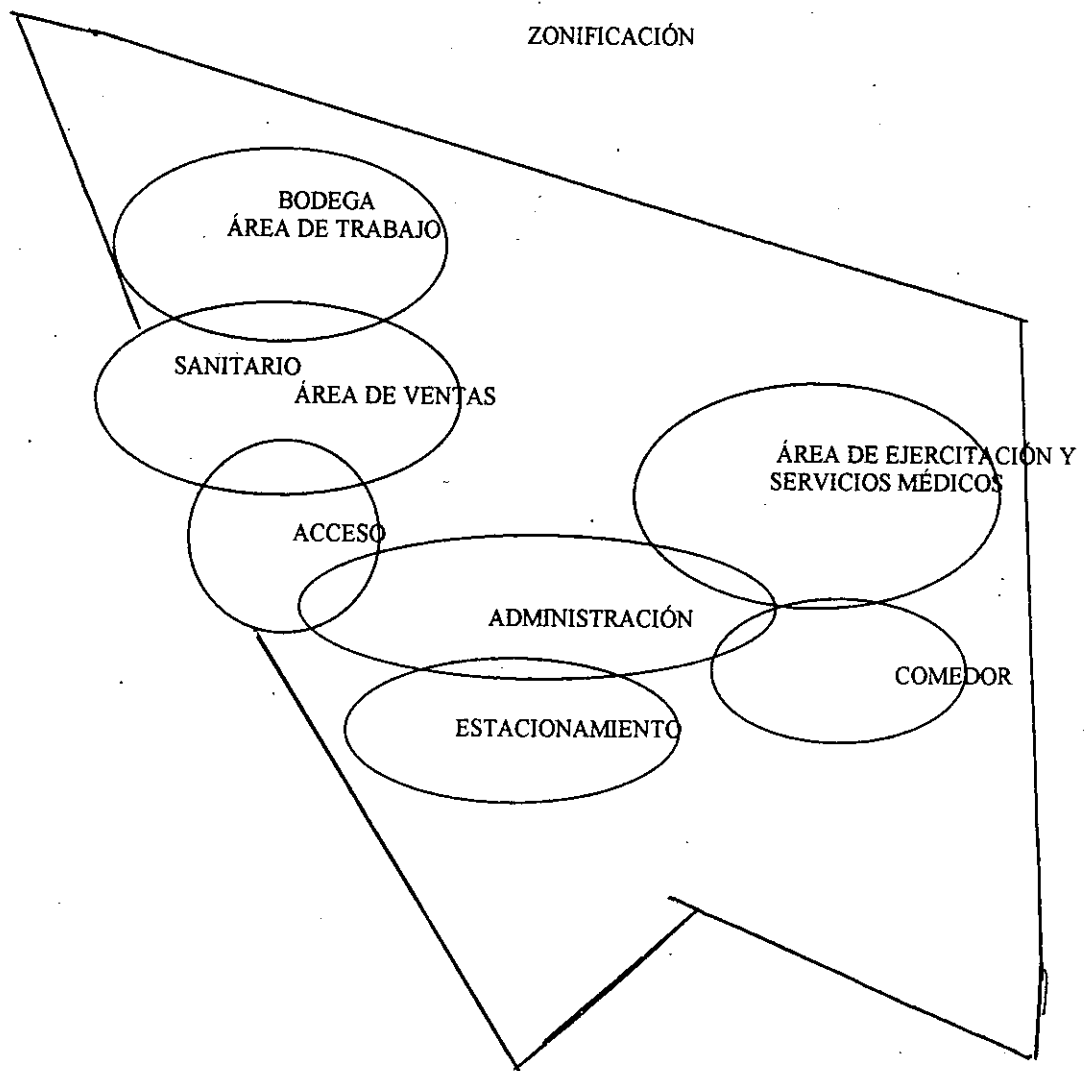 ZONIFICACIÓN
BODEGA
ÁREA DE TRABAJO
SANITARIO
ÁREA DE VENTAS
ÁREA DE EJERCITACIÓN Y
SERVICIOS MÉDICOS
ACCESO
ADMINISTRACIÓN
COMEDOR
ESTACIONAMIENTO